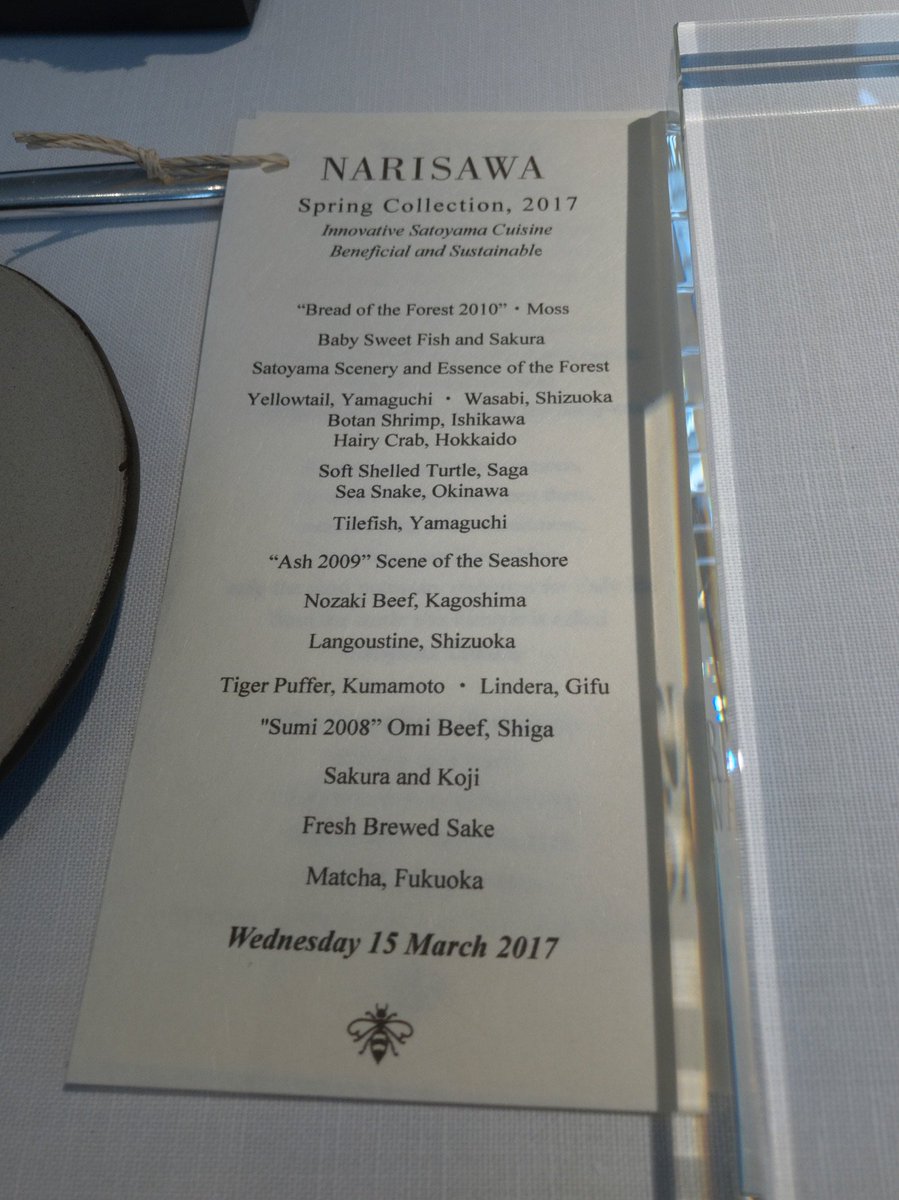 NARISAWA
Spring Collection, 2017
Innovative Satoyama Cuisine
Beneficial and Sustainable
“Bread of the Forest 2010”・ Moss
Baby Sweet Fish and Sakura
Satoyama Scenery and Essence of the Forest
Yellowtail, Yamaguchi ・ Wasabi, Shizuoka
Botan Shrimp, Ishikawa
Hairy Crab, Hokkaido
Soft Shelled Turtle, Saga
Sea Snake, Okinawa
Tilefish, Yamaguchi
“Ash 2009” Scene of the Seashore
Nozaki Beef, Kagoshima
Langoustine, Shizuoka
Tiger Puffer, Kumamoto ・ Lindera, Gifu
"Sumi 2008” Omi Beef, Shiga
Sakura and Koji
Fresh Brewed Sake
Matcha, Fukuoka
Wednesday 15 March 2017